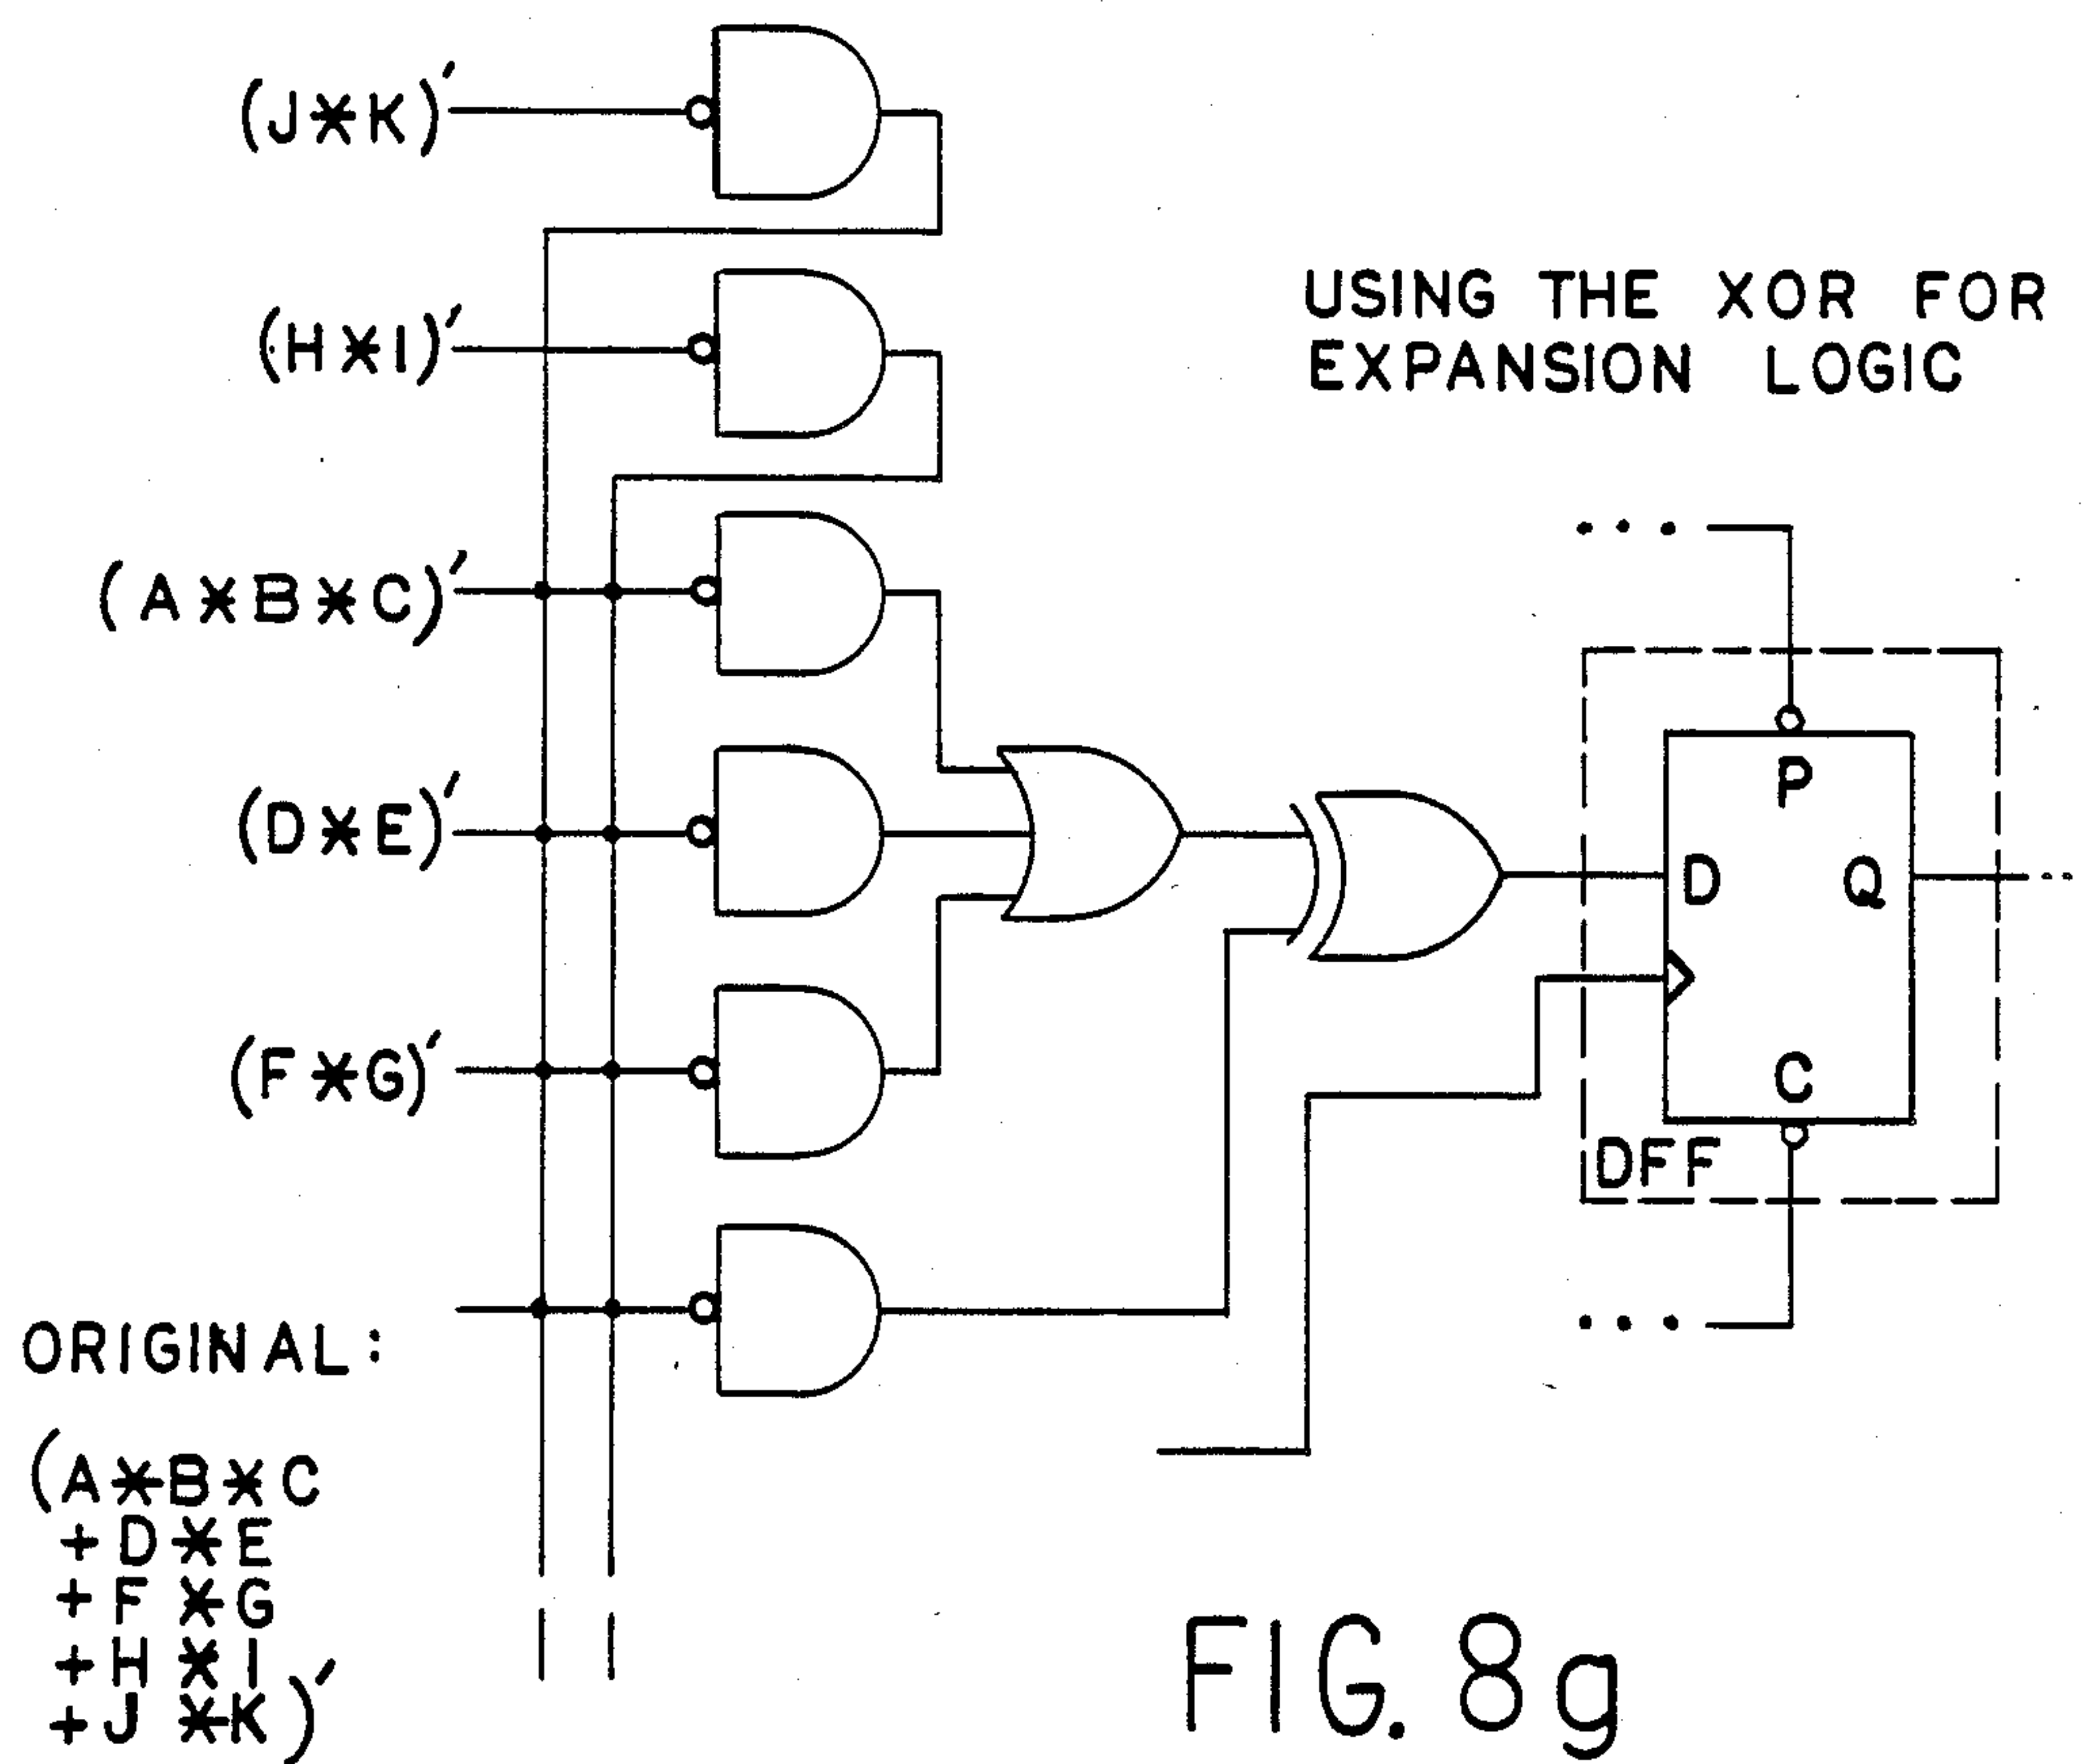 (J*K)′
(H*I)′
USING THE XOR FOR
EXPANSION LOGIC
(A*B*C)′
(D*E)′
(F*G)′
P
D
Q
C
DFF
ORIGINAL:
(A*B*C
+D*E
+F*G
+H*I
+J*K)′
FIG. 8g